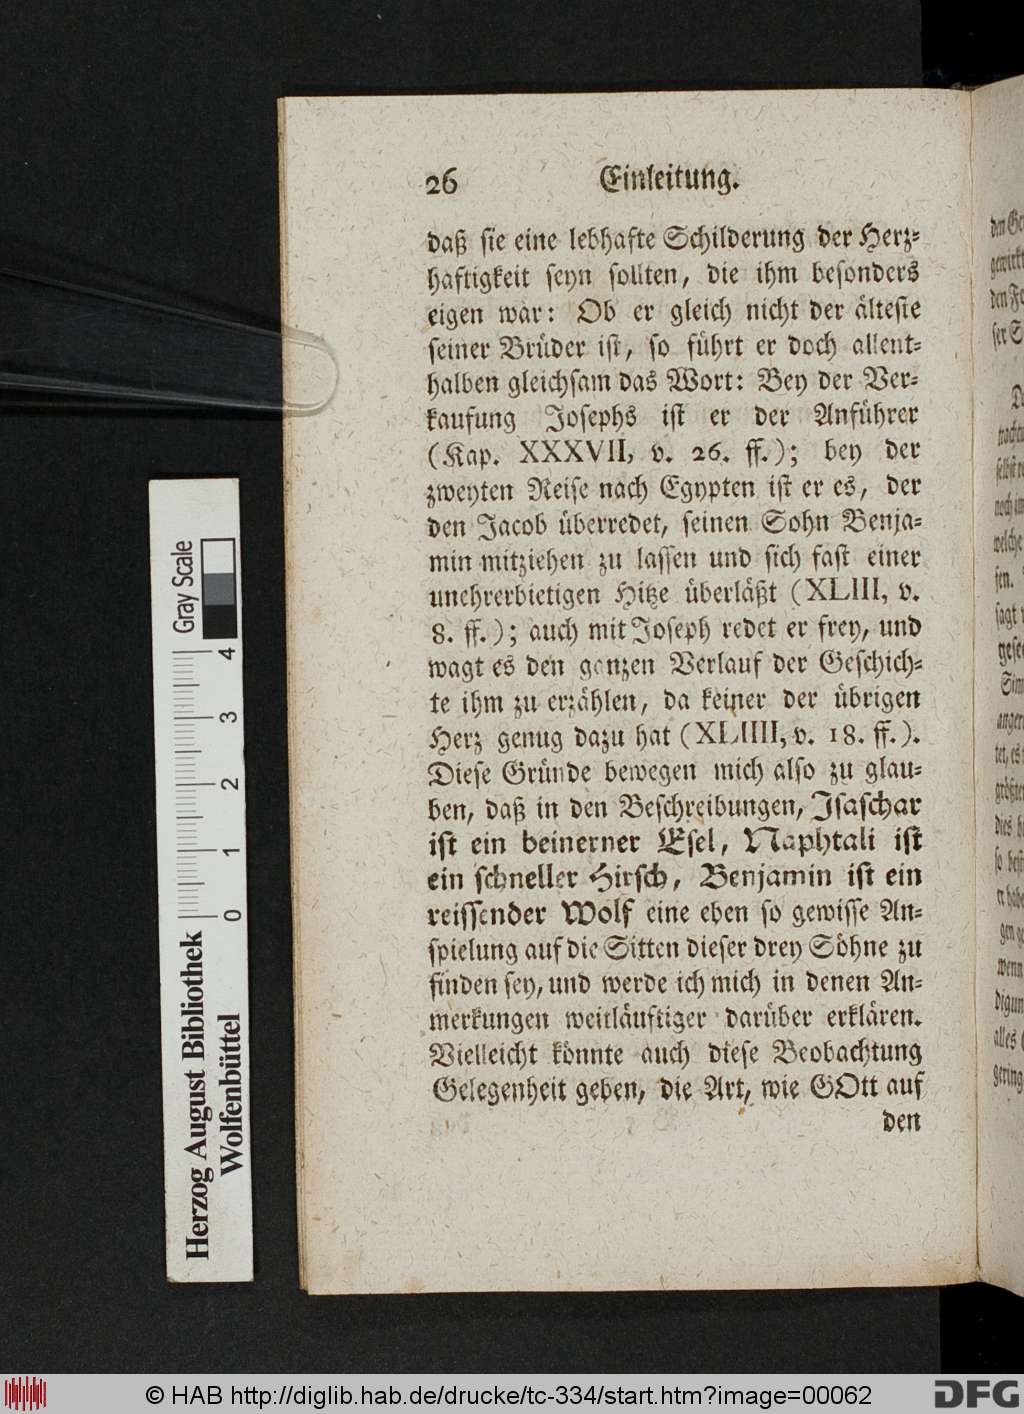 26 Einleitung.
daß sie eine lebhafte Schilderung der Herz-
haftigkeit seyn sollten, die ihm besonders
eigen war: Ob er gleich nicht der älteste
seiner Brüder ist, so führt er doch allent-
halben gleichsam das Wort: Bey der Ver-
kaufung Josephs ist er der Anführer
(Kap. XXXVII, v. 26. ff.); bey der
zweyten Reise nach Egypten ist er es, der
den Jacob überredet, seinen Sohn Benja-
min mitziehen zu lassen und sich fast einer
unehrerbietigen Hitze überläßt (XLIII, v.
8. ff.); auch mit Joseph redet er frey, und
wagt es den ganzen Verlauf der Geschich-
te ihm zu erzählen, da keiner der übrigen
Herz genug dazu hat (XLIIII, v. 18. ff.).
Diese Gründe bewegen mich also zu glau-
ben, daß in den Beschreibungen, Isaschar
ist ein beinerner Esel, Naphtali ist
ein schneller Hirsch, Benjamin ist ein
reissender Wolf eine eben so gewisse An-
spielung auf die Sitten dieser drey Söhne zu
finden sey, und werde ich mich in denen An-
merkungen weitläuftiger darüber erklären.
Vielleicht könnte auch diese Beobachtung
Gelegenheit geben, die Art, wie GOtt auf
den
Gray Scale
0 1 2 3 4
Herzog August Bibliothek
Wolfenbüttel
© HAB http://diglib.hab.de/drucke/tc-334/start.htm?image=00062
DFG